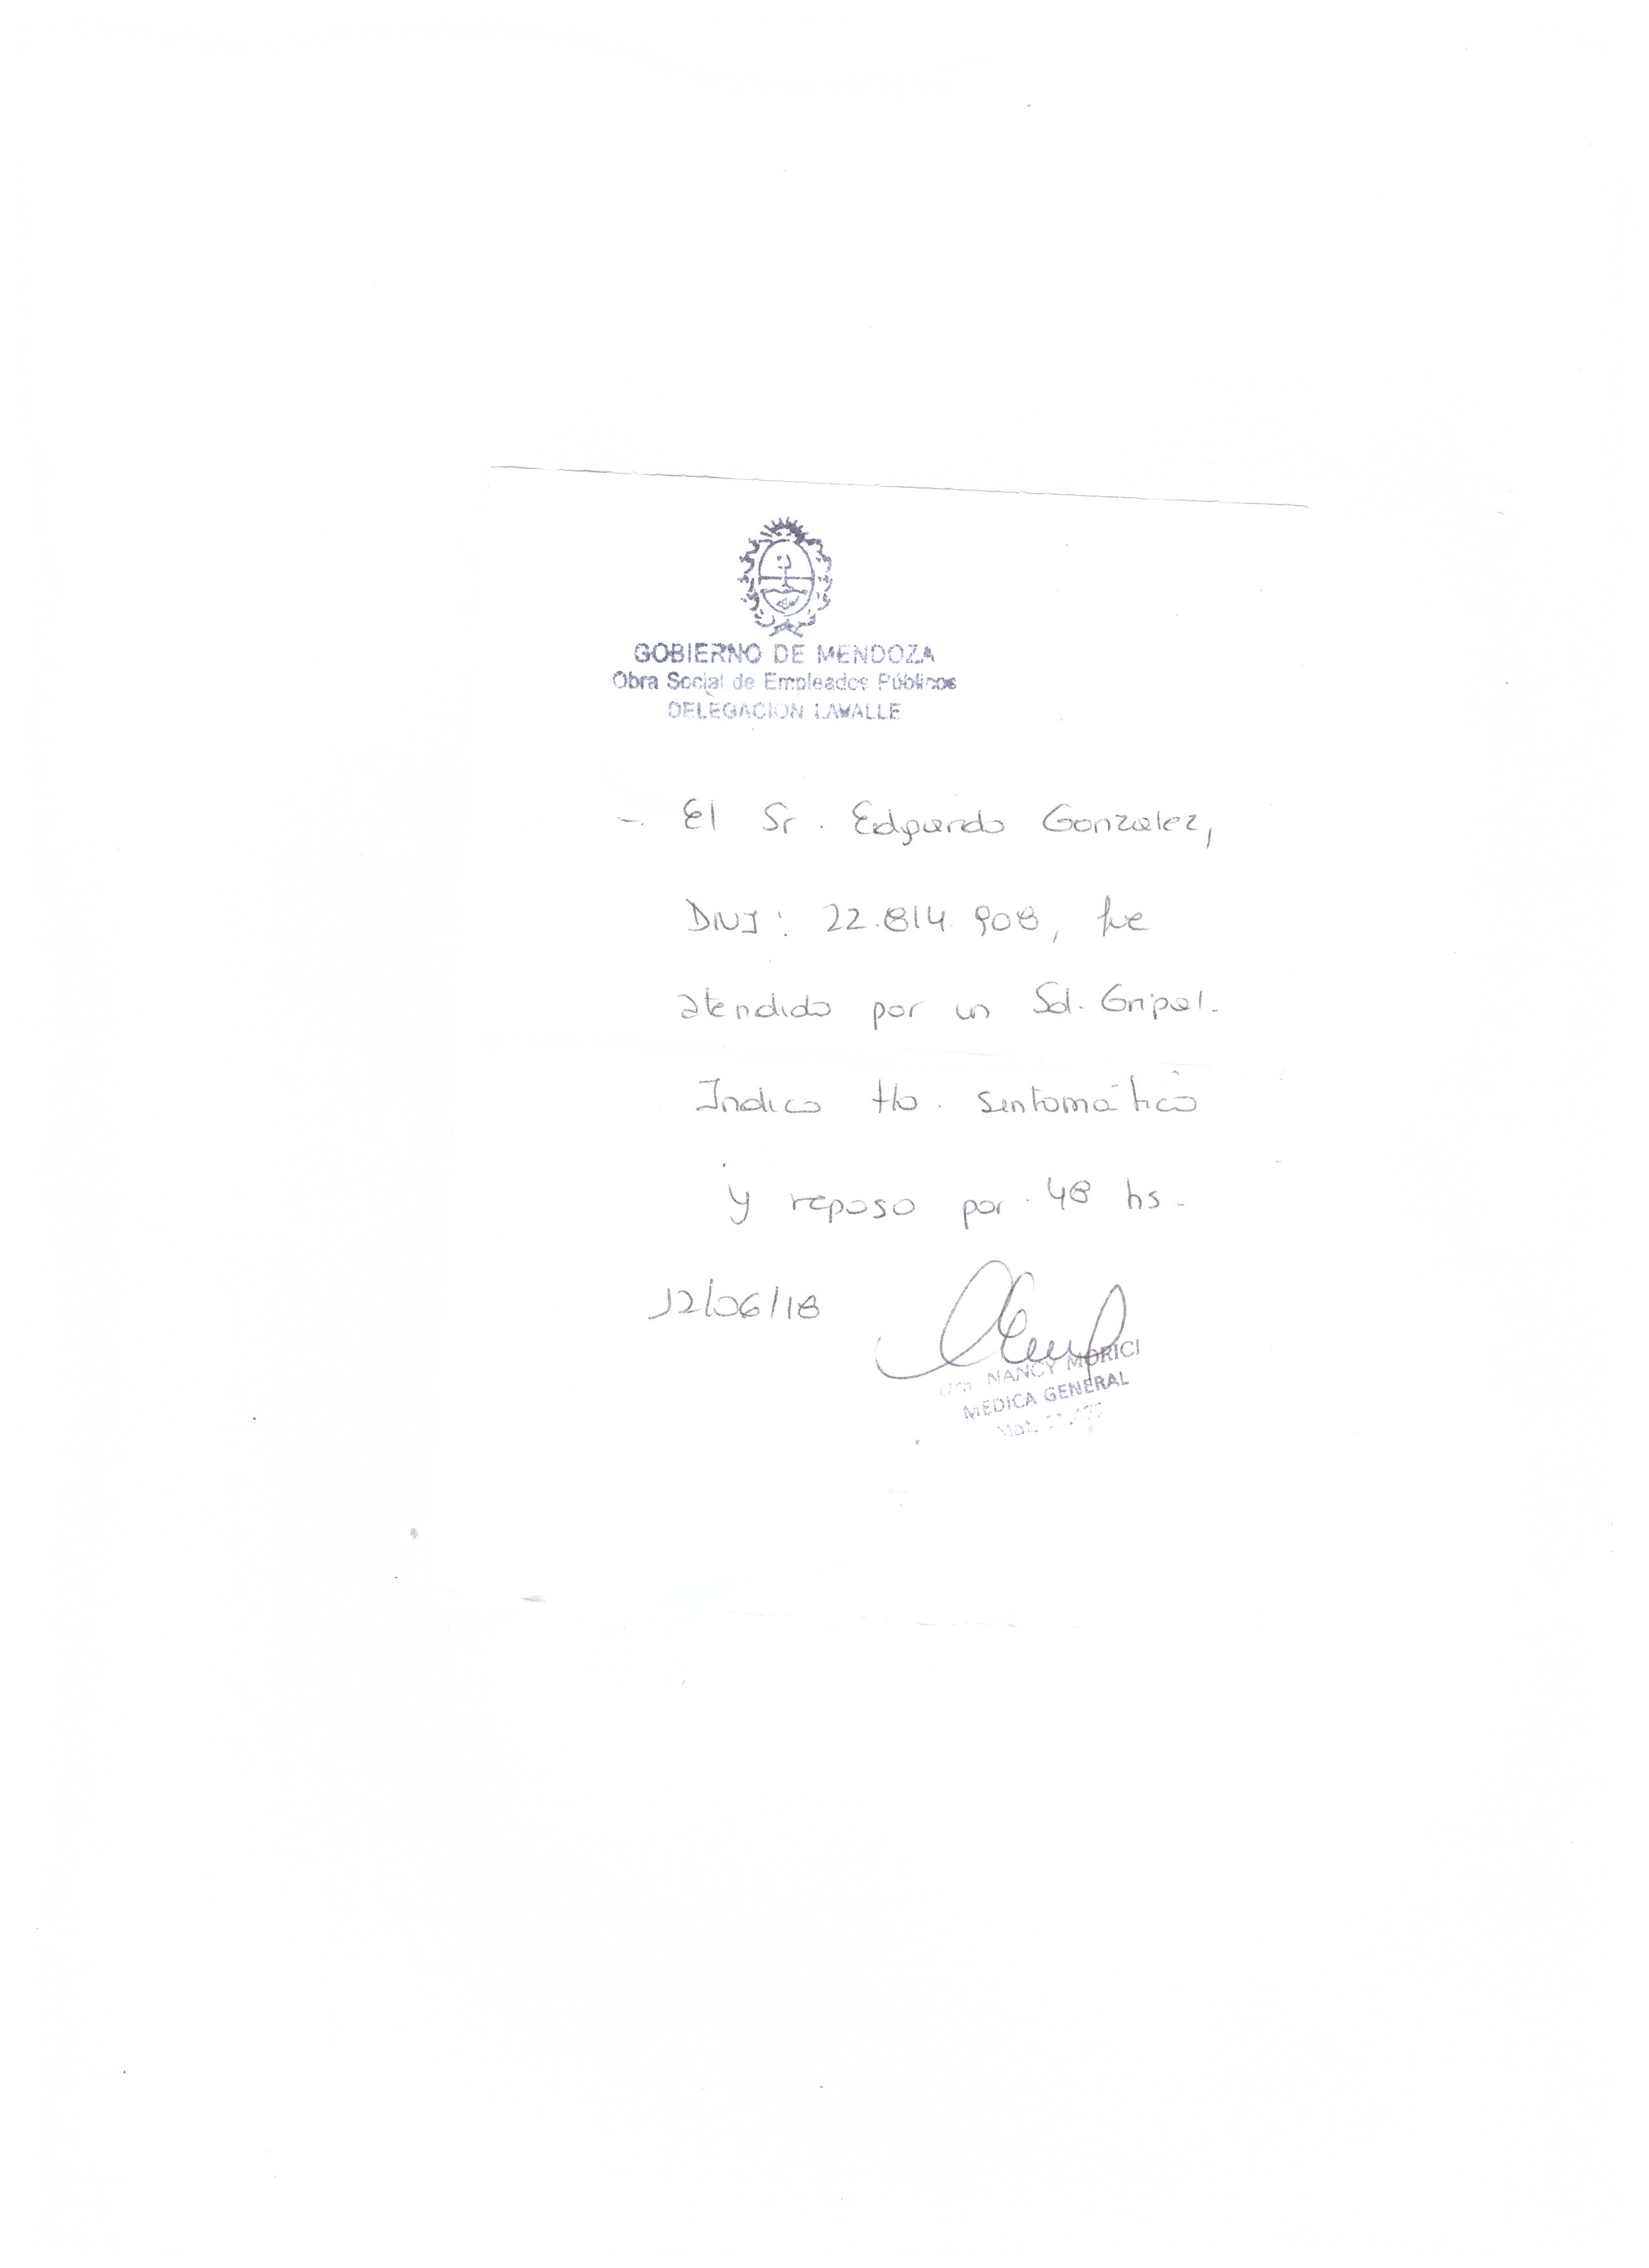 GOBIERNO DE MENDOZA
Obra Social de Empleados Públicos
DELEGACION LAVALLE
- El Sr. Edgardo Gonzalez,
DNI: 22.814.908, fue
atendido por un Sd. Gripal.
Indico tto. sintomático
y reposo por 48 hs-
12/06/18
Dra. NANCY MORICI
MEDICA GENERAL
Mat.